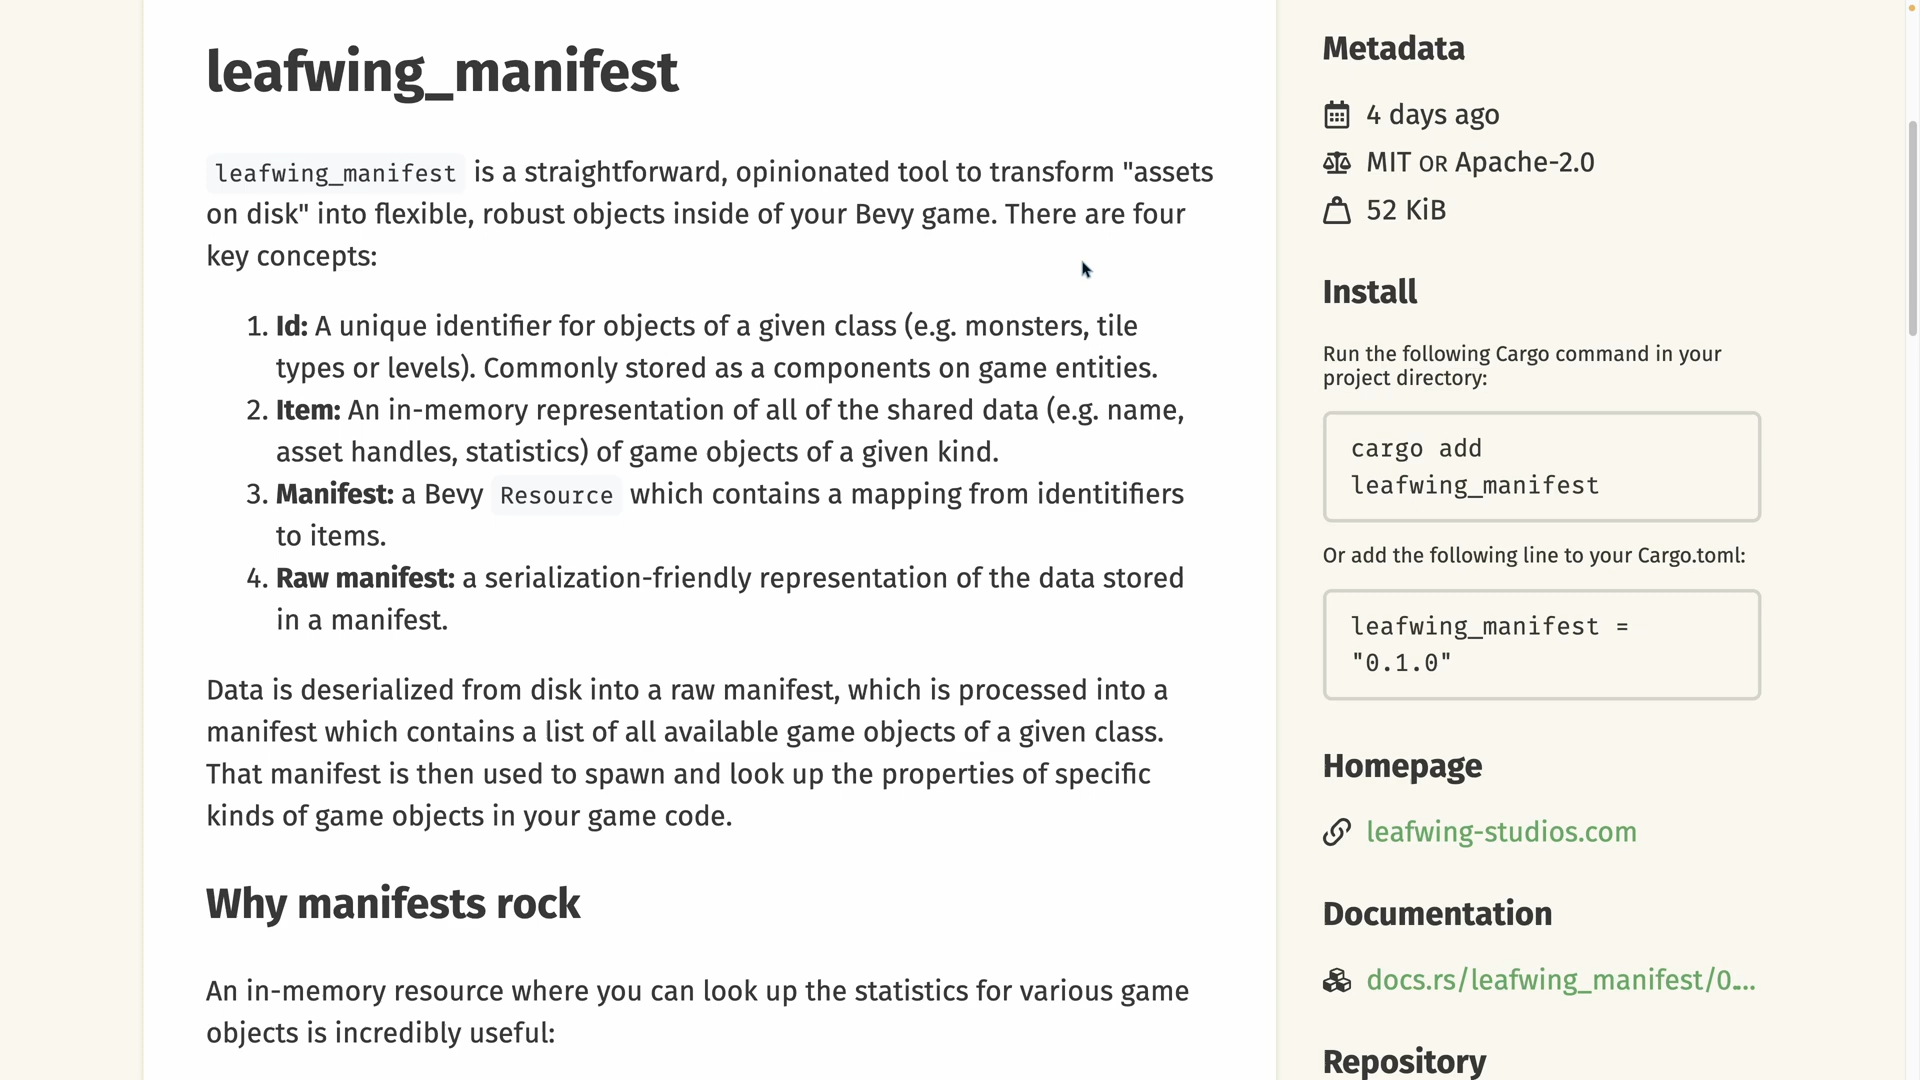 leafwing_manifest
leafwing_manifest is a straightforward, opinionated tool to transform "assets
on disk" into flexible, robust objects inside of your Bevy game. There are four
key concepts:
1. Id: A unique identifier for objects of a given class (e.g. monsters, tile
types or levels). Commonly stored as a components on game entities.
2. Item: An in-memory representation of all of the shared data (e.g. name,
asset handles, statistics) of game objects of a given kind.
3. Manifest: a Bevy Resource which contains a mapping from identitifiers
to items.
4. Raw manifest: a serialization-friendly representation of the data stored
in a manifest.
Data is deserialized from disk into a raw manifest, which is processed into a
manifest which contains a list of all available game objects of a given class.
That manifest is then used to spawn and look up the properties of specific
kinds of game objects in your game code.
Why manifests rock
An in-memory resource where you can look up the statistics for various game
objects is incredibly useful:
Metadata
4 days ago
MIT OR Apache-2.0
52 KiB
Install
Run the following Cargo command in your
project directory:
cargo add
leafwing_manifest
Or add the following line to your Cargo.toml:
leafwing_manifest =
"0.1.0"
Homepage
leafwing-studios.com
Documentation
docs.rs/leafwing_manifest/0...
Repository